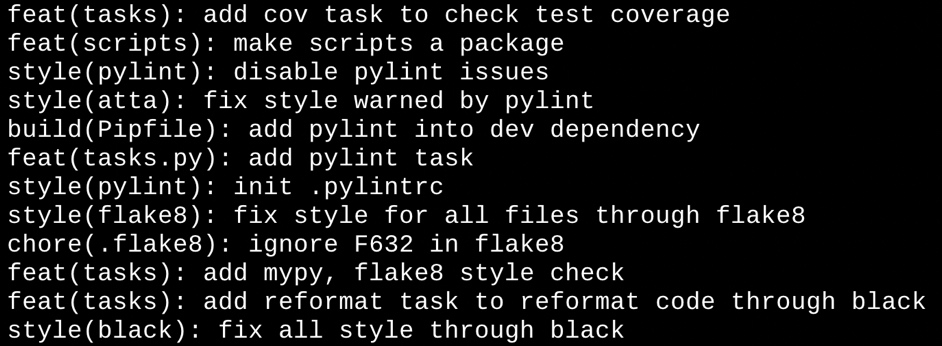 feat(tasks): add cov task to check test coverage
feat(scripts): make scripts a package
style(pylint): disable pylint issues
style(atta): fix style warned by pylint
build(Pipfile): add pylint into dev dependency
feat(tasks.py): add pylint task
style(pylint): init .pylintrc
style(flake8): fix style for all files through flake8
chore(.flake8): ignore F632 in flake8
feat(tasks): add mypy, flake8 style check
feat(tasks): add reformat task to reformat code through black
style(black): fix all style through black